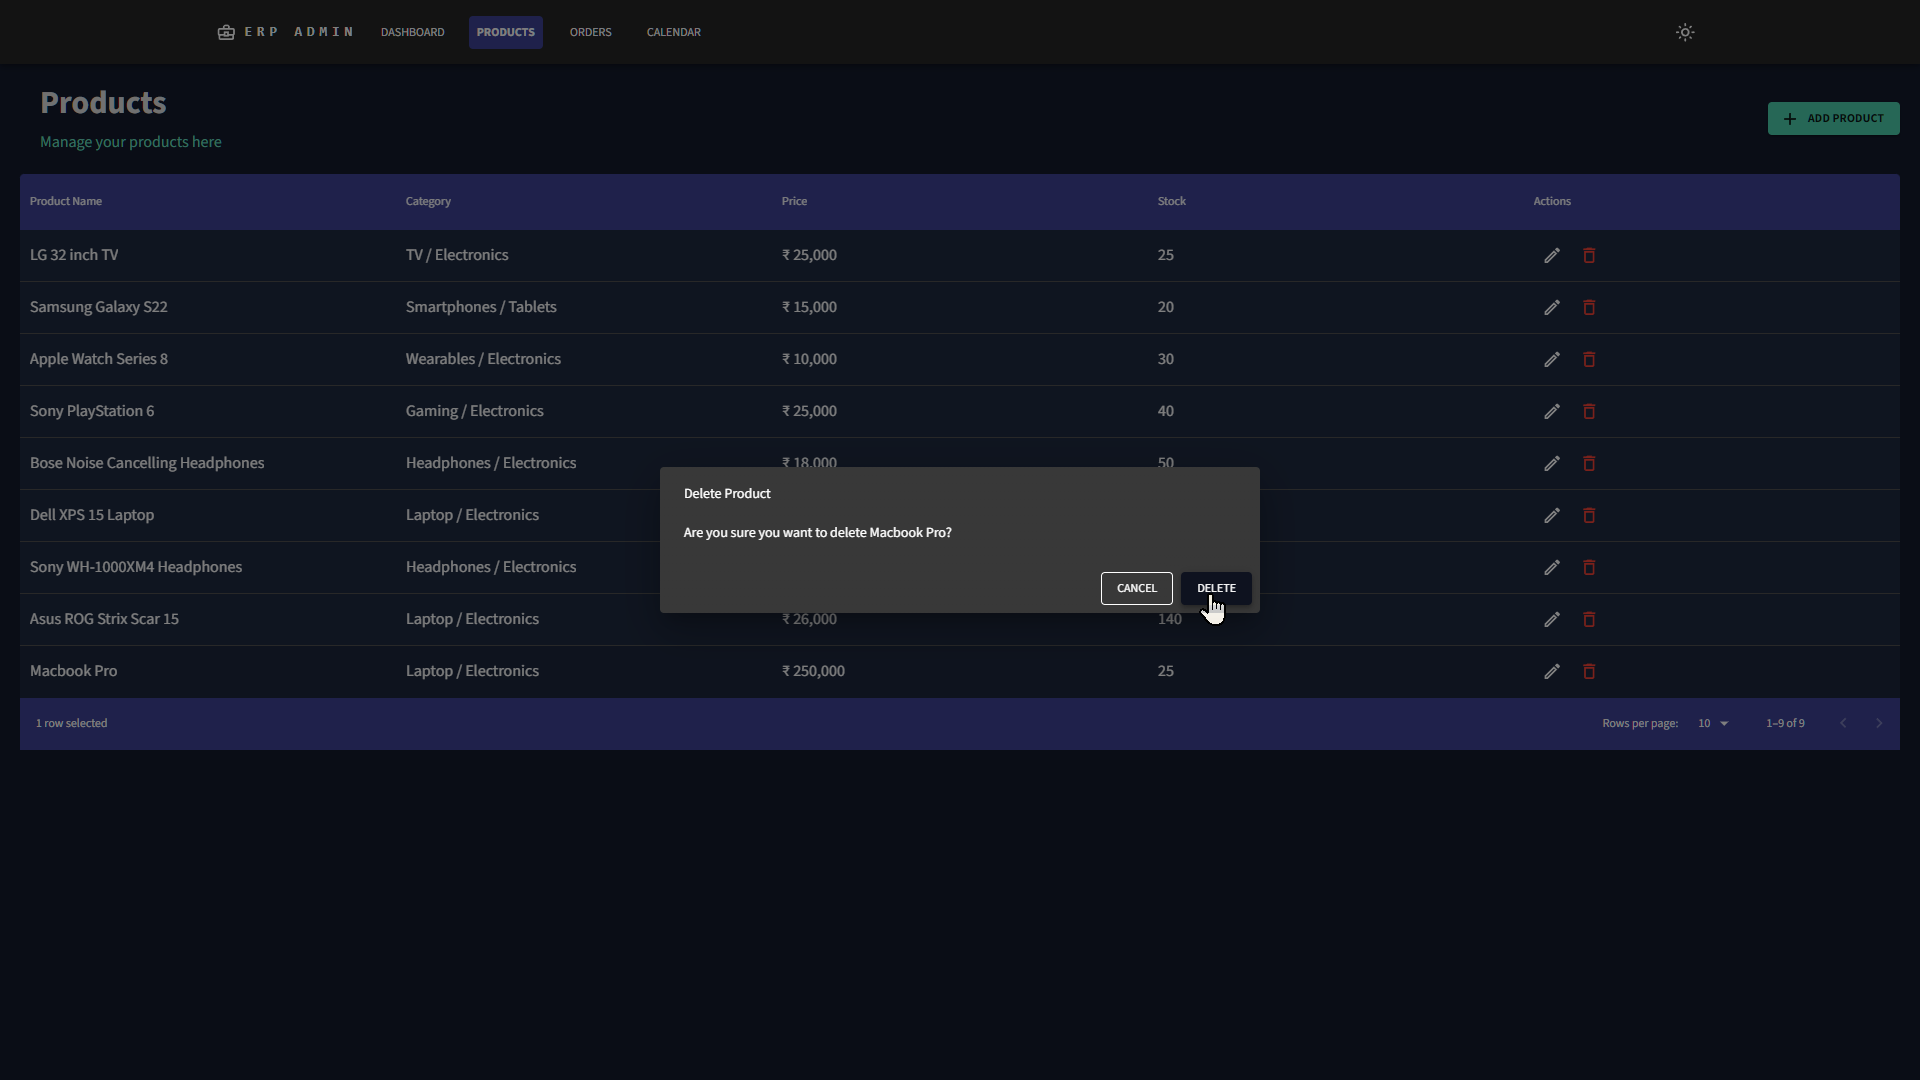 ERP ADMIN DASHBOARD PRODUCTS ORDERS CALENDAR
Products
Manage your products here
ADD PRODUCT
Product Name Category Price Stock Actions
LG 32 inch TV TV / Electronics ₹ 25,000 25
Samsung Galaxy S22 Smartphones / Tablets ₹ 15,000 20
Apple Watch Series 8 Wearables / Electronics ₹ 10,000 30
Sony PlayStation 6 Gaming / Electronics ₹ 25,000 40
Bose Noise Cancelling Headphones Headphones / Electronics ₹ 18,000 50
Dell XPS 15 Laptop Laptop / Electronics
Sony WH-1000XM4 Headphones Headphones / Electronics
Asus ROG Strix Scar 15 Laptop / Electronics ₹ 26,000 140
Macbook Pro Laptop / Electronics ₹ 250,000 25
1 row selected Rows per page: 10 1–9 of 9
Delete Product
Are you sure you want to delete Macbook Pro?
CANCEL DELETE